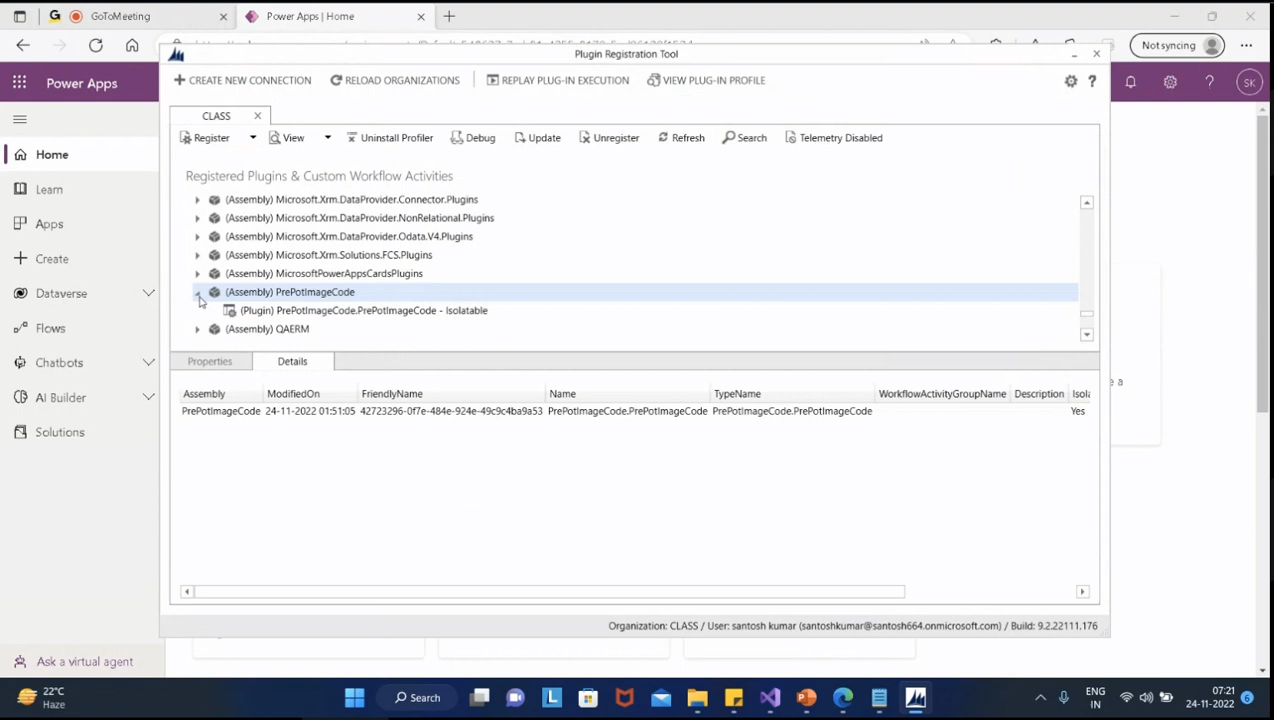 GoToMeeting
Power Apps | Home
Plugin Registration Tool
Not syncing
Power Apps
CREATE NEW CONNECTION
RELOAD ORGANIZATIONS
REPLAY PLUG-IN EXECUTION
VIEW PLUG-IN PROFILE
SK
CLASS
Register
View
Uninstall Profiler
Debug
Update
Unregister
Refresh
Search
Telemetry Disabled
Home
Learn
Apps
Create
Dataverse
Flows
Chatbots
AI Builder
Solutions
Ask a virtual agent
Registered Plugins & Custom Workflow Activities
(Assembly) Microsoft.Xrm.DataProvider.Connector.Plugins
(Assembly) Microsoft.Xrm.DataProvider.NonRelational.Plugins
(Assembly) Microsoft.Xrm.DataProvider.Odata.V4.Plugins
(Assembly) Microsoft.Xrm.Solutions.FCS.Plugins
(Assembly) MicrosoftPowerAppsCardsPlugins
(Assembly) PrePotImageCode
(Plugin) PrePotImageCode.PrePotImageCode - Isolatable
(Assembly) QAERM
Properties
Details
Assembly ModifiedOn FriendlyName Name TypeName WorkflowActivityGroupName Description Isola
PrePotImageCode 24-11-2022 01:51:05 42723296-0f7e-484e-924e-49c9c4ba9a53 PrePotImageCode.PrePotImageCode PrePotImageCode.PrePotImageCode Yes
e a
Organization: CLASS / User: santosh kumar (santoshkumar@santosh664.onmicrosoft.com) / Build: 9.2.22111.176
22°C
Haze
Search
ENG
IN
07:21
24-11-2022
6